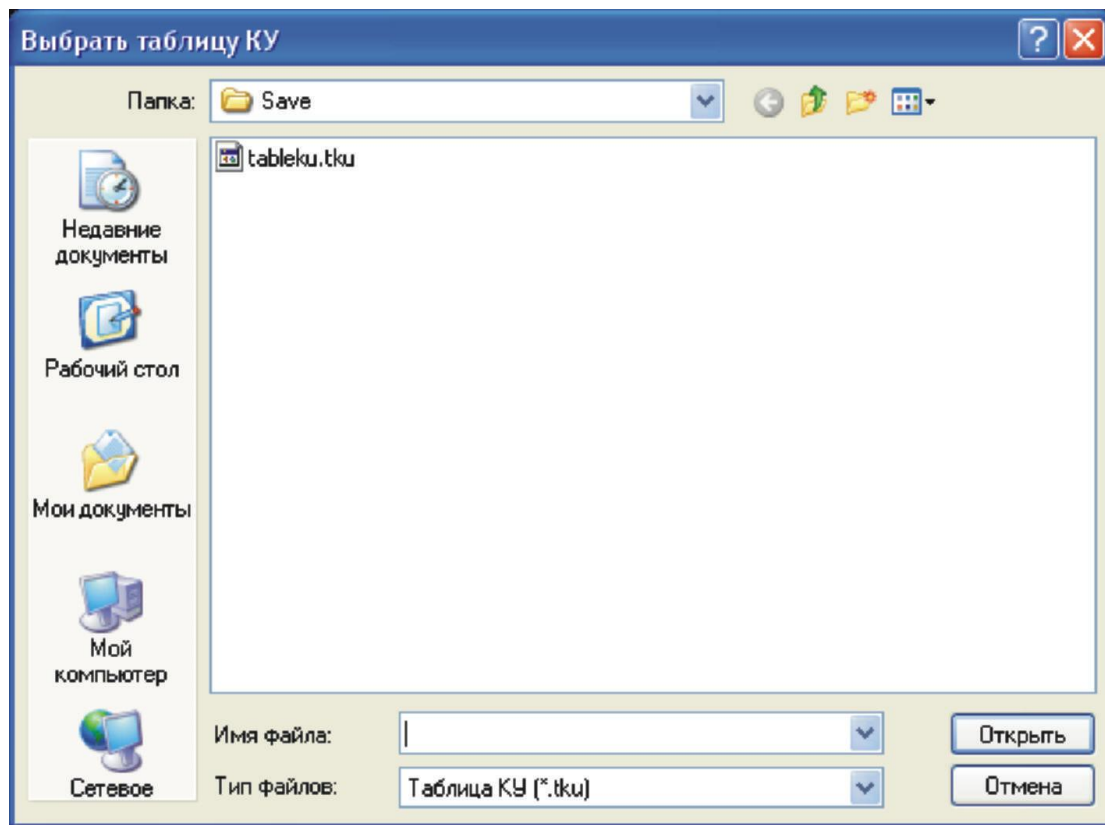 Выбрать таблицу КУ
Папка:
Save
tableku.tku
Недавние
документы
Рабочий стол
Мои документы
Мой
компьютер
Сетевое
Имя файла:
Открыть
Тип файлов:
Таблица КУ (*.tku)
Отмена